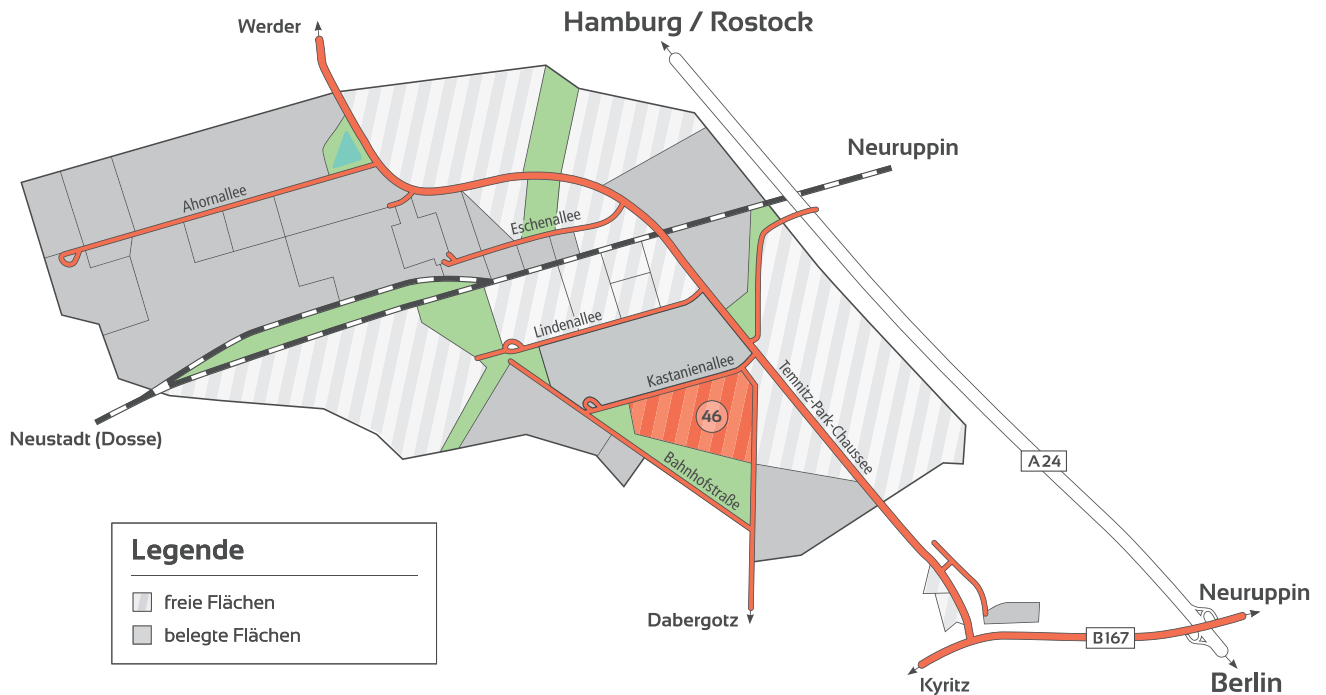 Werder
Hamburg / Rostock
Neuruppin
Ahornallee
Eschenallee
Lindenallee
Kastanienallee
Temnitz-Park-Chaussee
46
Neustadt (Dosse)
Bahnhofstraße
A24
Legende
freie Flächen
belegte Flächen
Dabergotz
Neuruppin
B167
Kyritz
Berlin